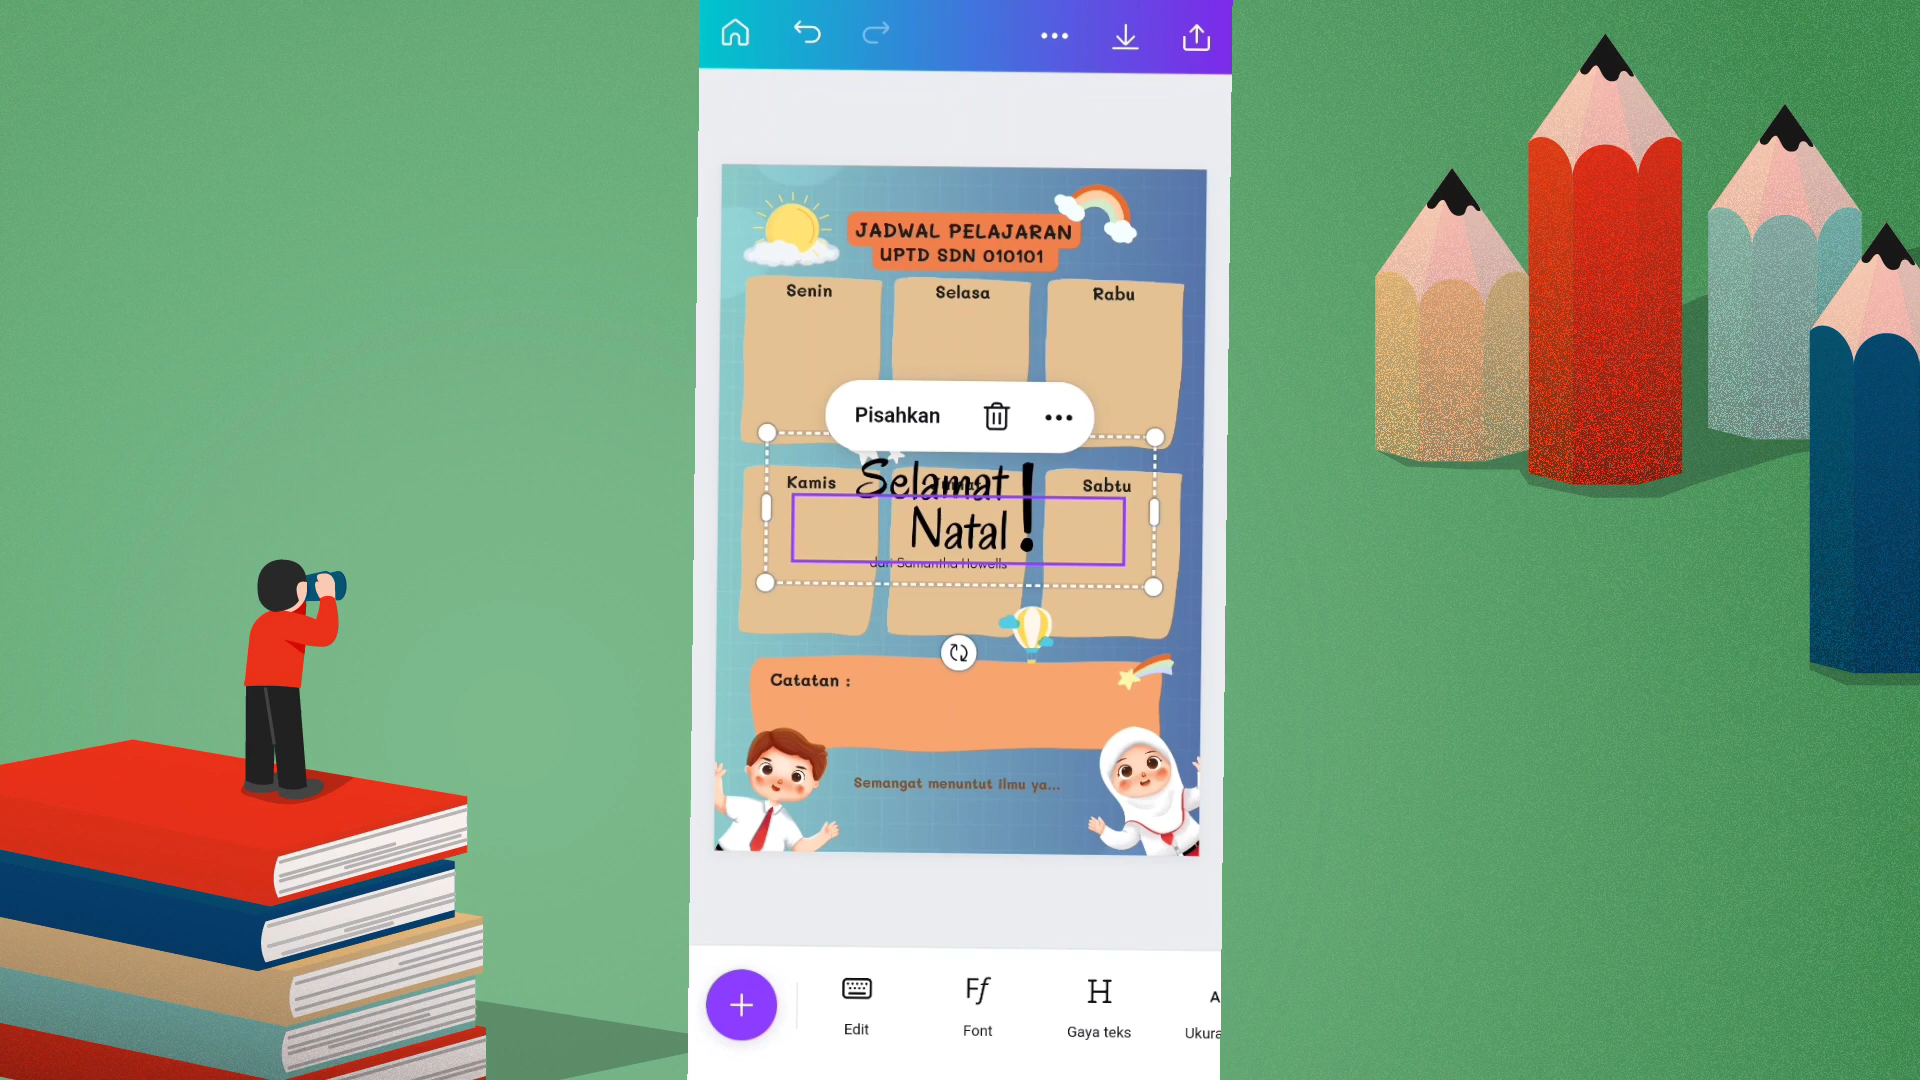 JADWAL PELAJARAN
UPTD SDN 010101
Senin
Selasa
Rabu
Pisahkan
Kamis
Jumat
Sabtu
Selamat
Natal
!
dari Samantha Howells
Catatan :
Semangat menuntut Ilmu ya...
Edit
Font
Gaya teks